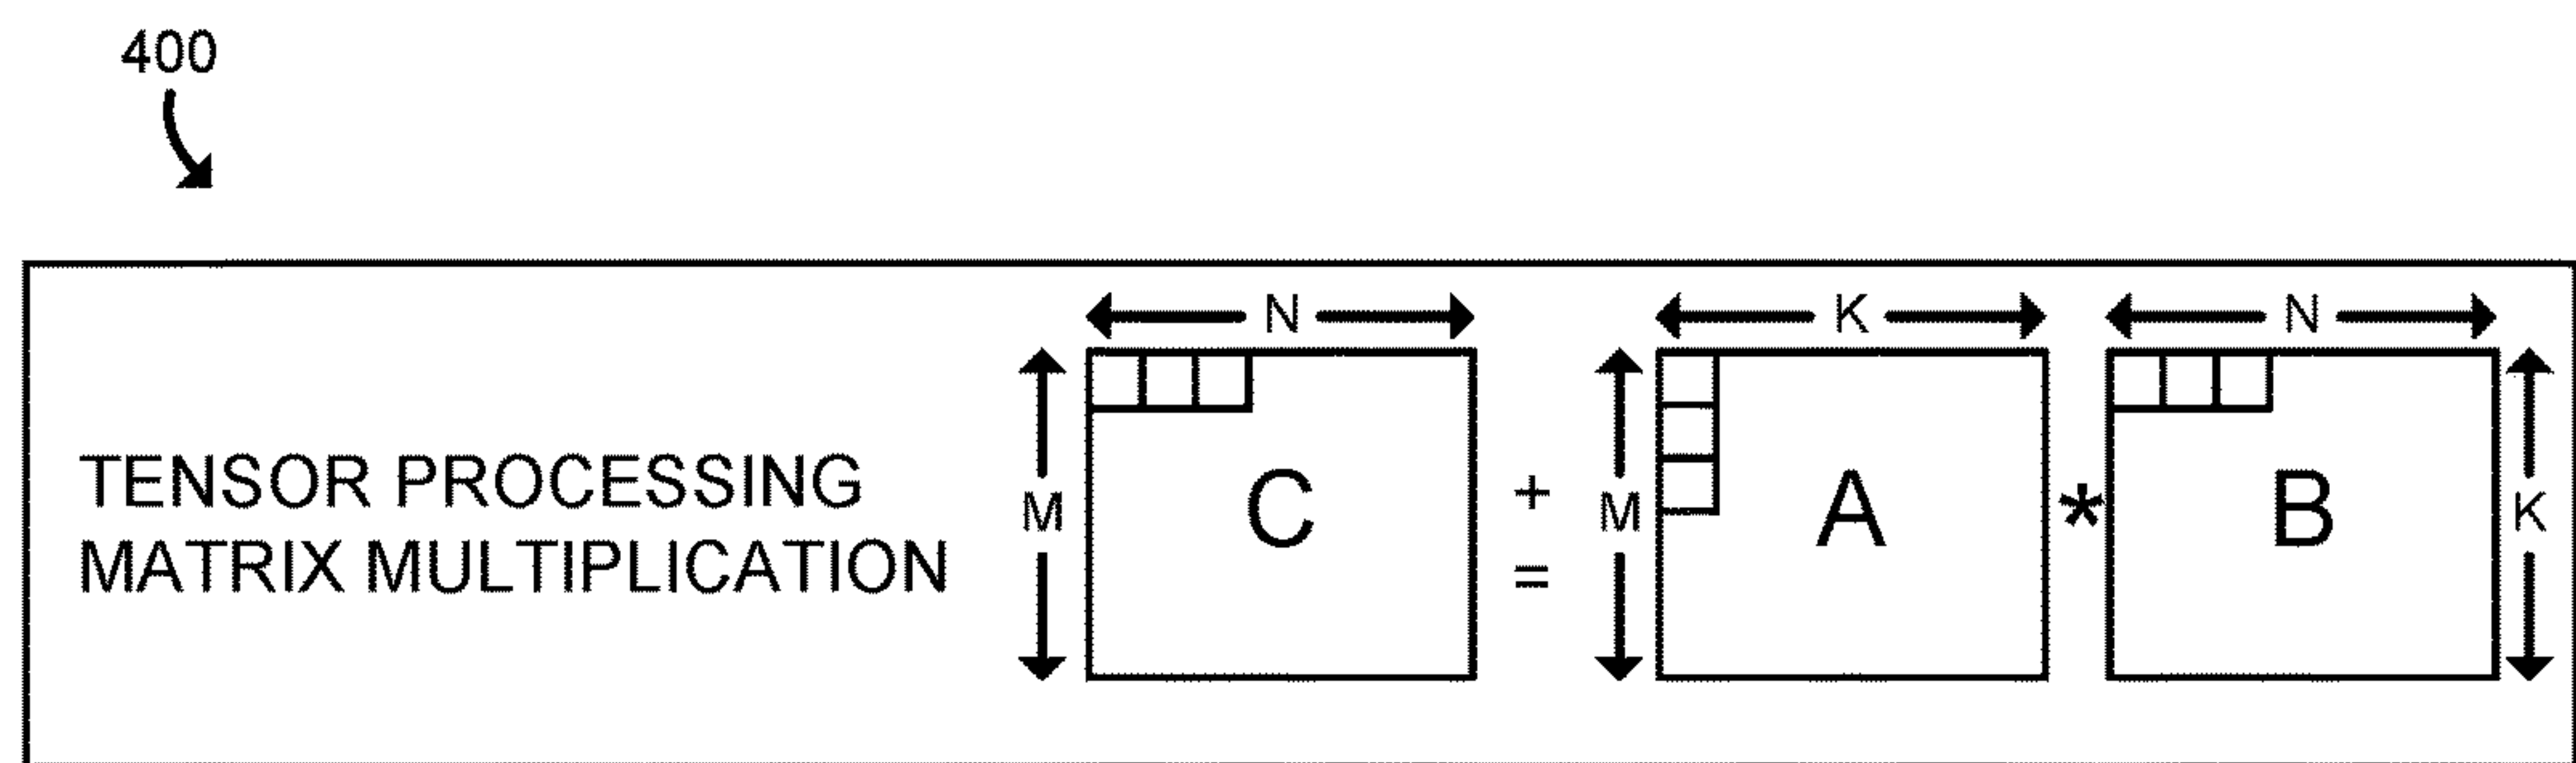 400
N K N
TENSOR PROCESSING
MATRIX MULTIPLICATION
M C + = M A * B K